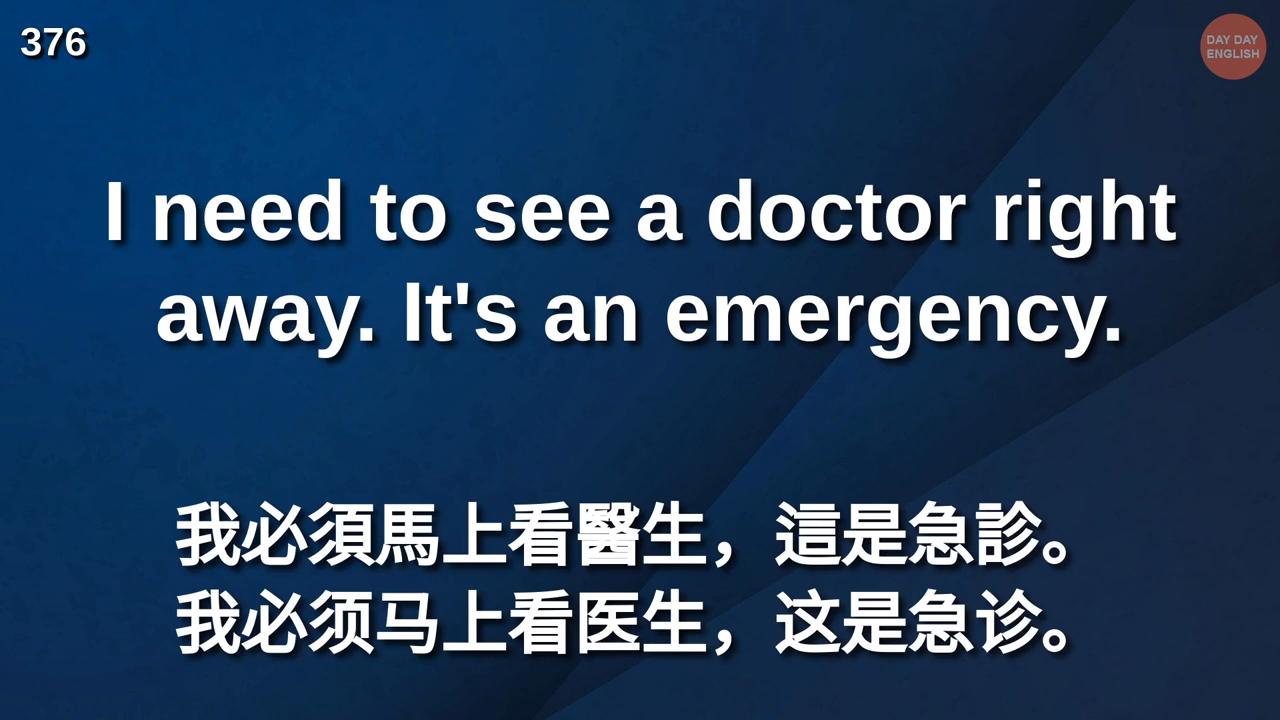 376
DAY DAY
ENGLISH
I need to see a doctor right
away. It's an emergency.
我必須馬上看醫生，這是急診。
我必须马上看医生，这是急诊。